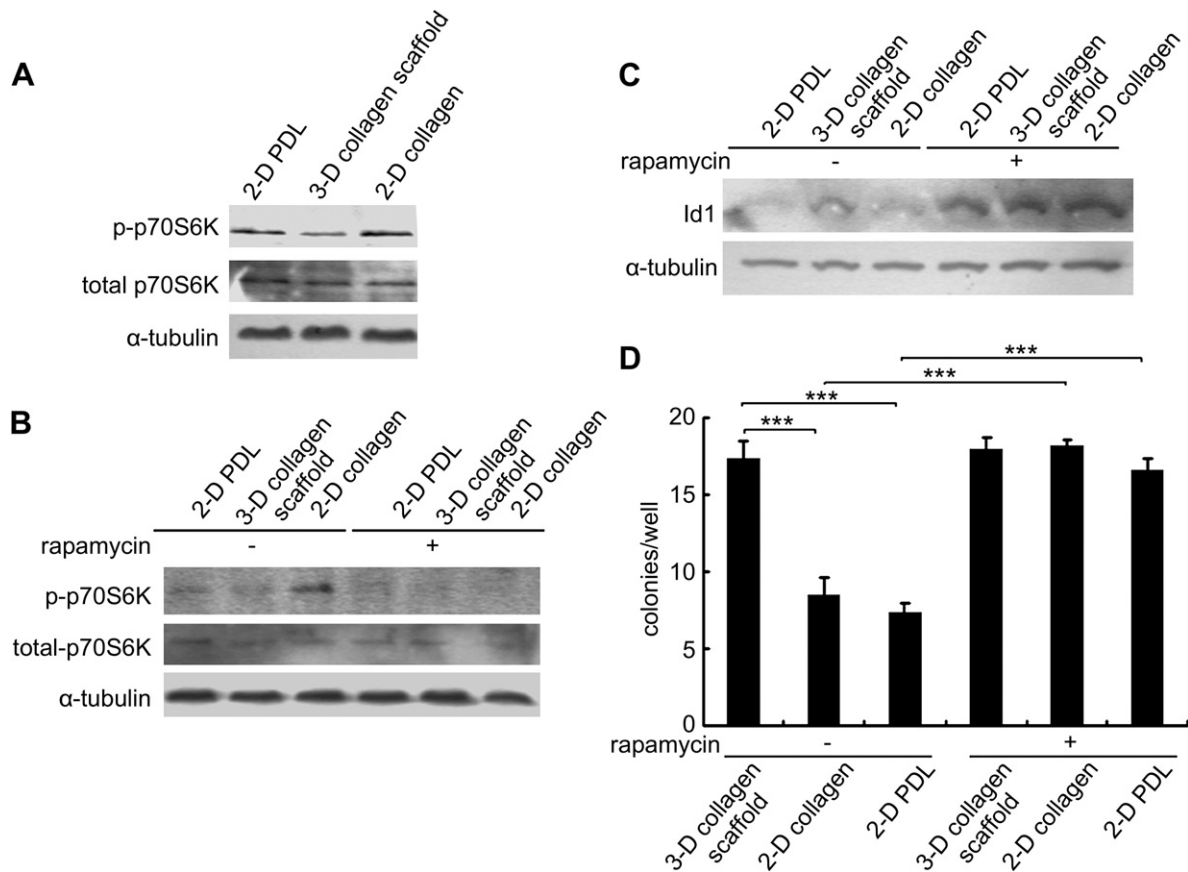 A
2-D PDL
3-D collagen scaffold
2-D collagen
p-p70S6K
total p70S6K
α-tubulin
B
2-D PDL
3-D collagen
scaffold
2-D collagen
2-D PDL
3-D collagen
scaffold
2-D collagen
rapamycin - +
p-p70S6K
total-p70S6K
α-tubulin
C
2-D PDL
3-D collagen
scaffold
2-D collagen
2-D PDL
3-D collagen
scaffold
2-D collagen
rapamycin - +
Id1
α-tubulin
D
***
***
***
***
20
15
10
5
0
colonies/well
rapamycin - +
3-D collagen
scaffold
2-D collagen
2-D PDL
3-D collagen
scaffold
2-D collagen
2-D PDL